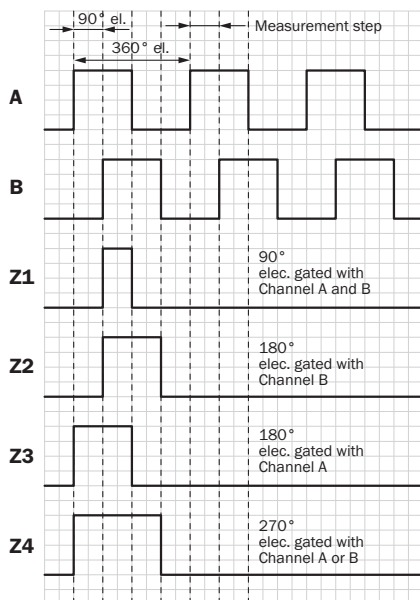 90° el.
Measurement step
360° el.
A
B
Z1
90°
elec. gated with
Channel A and B
Z2
180°
elec. gated with
Channel B
Z3
180°
elec. gated with
Channel A
Z4
270°
elec. gated with
Channel A or B